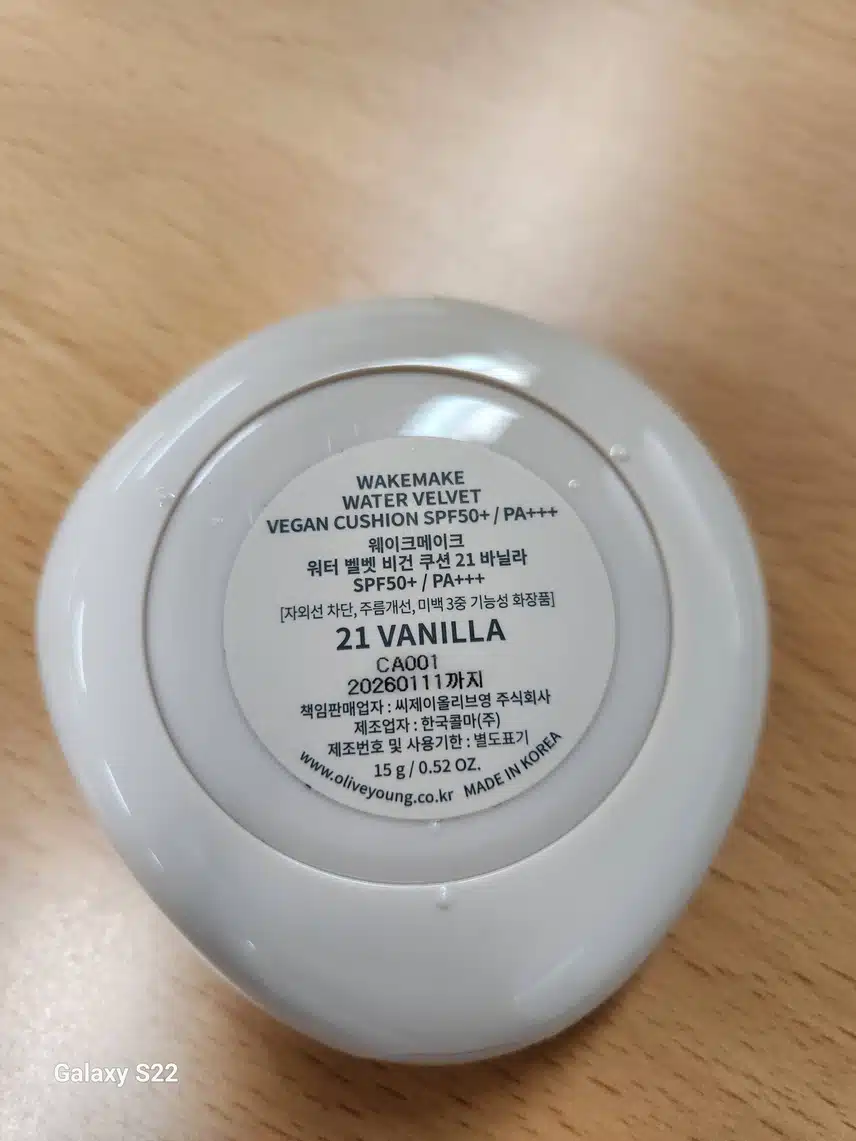 WAKEMAKE
WATER VELVET
VEGAN CUSHION SPF50+ / PA+++
웨이크메이크
워터 벨벳 비건 쿠션 21 바닐라
SPF50+ / PA+++
[자외선 차단, 주름개선, 미백 3중 기능성 화장품]
21 VANILLA
CA001
20260111까지
책임판매업자 : 씨제이올리브영 주식회사
제조업자 : 한국콜마(주)
제조번호 및 사용기한 : 별도표기
15 g / 0.52 OZ.
www.oliveyoung.co.kr MADE IN KOREA
Galaxy S22